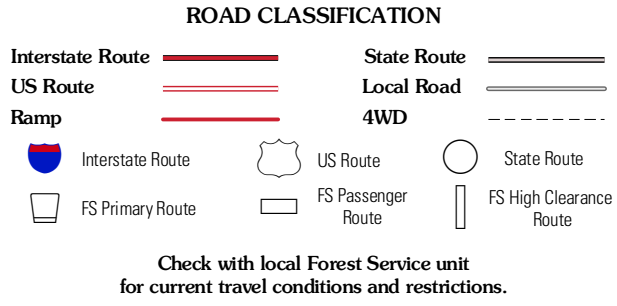 ROAD CLASSIFICATION
Interstate Route
State Route
US Route
Local Road
Ramp
4WD
Interstate Route
US Route
State Route
FS Primary Route
FS Passenger
Route
FS High Clearance
Route
Check with local Forest Service unit
for current travel conditions and restrictions.